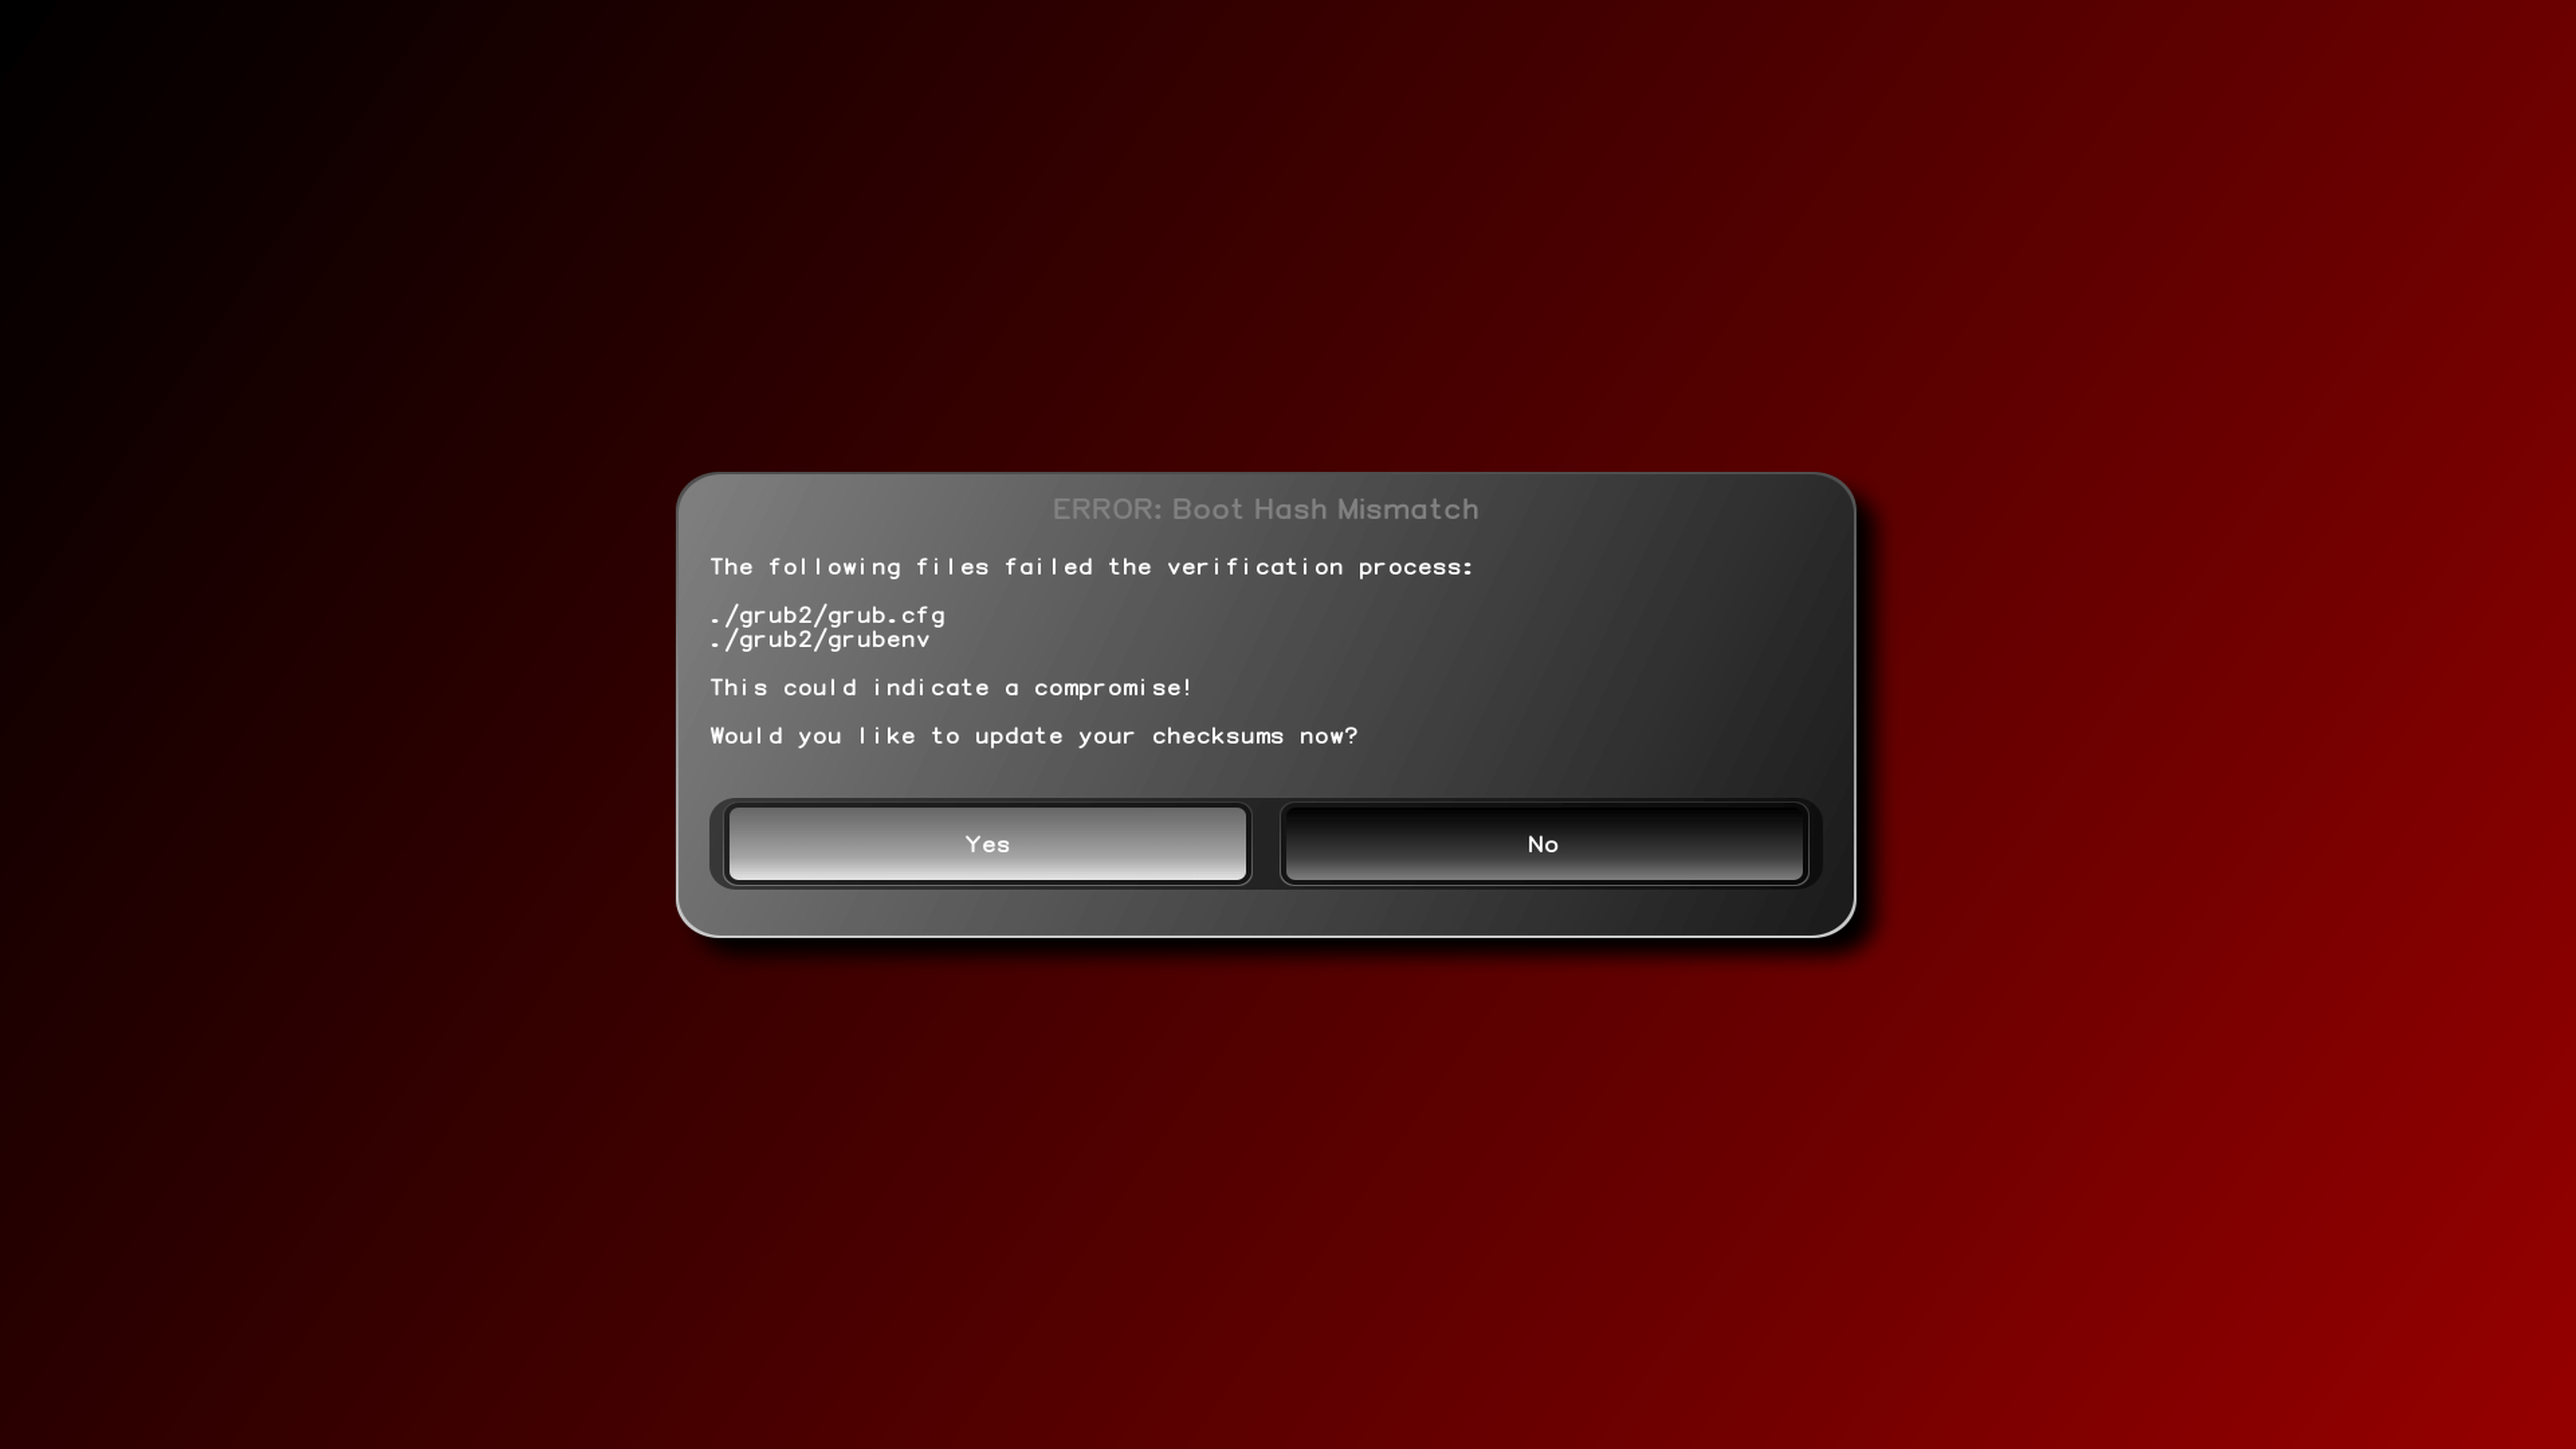 ERROR: Boot Hash Mismatch
The following files failed the verification process:
./grub2/grub.cfg
./grub2/grubenv
This could indicate a compromise!
Would you like to update your checksums now?
Yes No